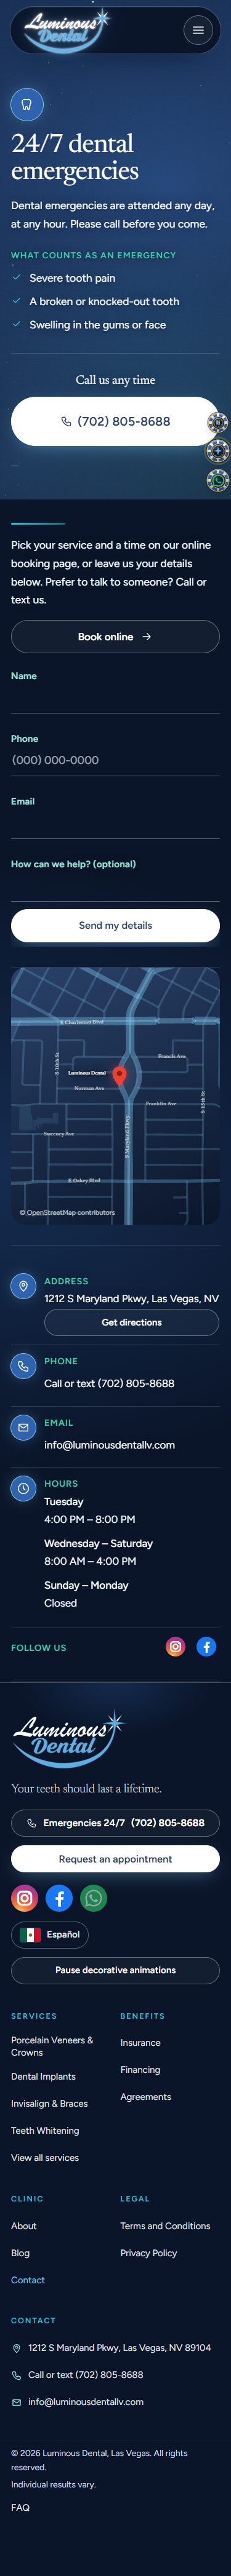 Luminous
Dental
24/7 dental
emergencies
Dental emergencies are attended any day,
at any hour. Please call before you come.
WHAT COUNTS AS AN EMERGENCY
Severe tooth pain
A broken or knocked-out tooth
Swelling in the gums or face
Call us any time
(702) 805-8688
Pick your service and a time on our online
booking page, or leave us your details
below. Prefer to talk to someone? Call or
text us.
Book online
Name
Phone
(000) 000-0000
Email
How can we help? (optional)
Send my details
E Charleston Blvd
S 10th St
Francis Ave
Luminous Dental
Norman Ave
Franklin Ave
S 15th St
S Maryland Pkwy
Sweeney Ave
E Oakey Blvd
© OpenStreetMap contributors
ADDRESS
1212 S Maryland Pkwy, Las Vegas, NV
Get directions
PHONE
Call or text (702) 805-8688
EMAIL
info@luminousdentallv.com
HOURS
Tuesday
4:00 PM – 8:00 PM
Wednesday – Saturday
8:00 AM – 4:00 PM
Sunday – Monday
Closed
FOLLOW US
Luminous
Dental
Your teeth should last a lifetime.
Emergencies 24/7 (702) 805-8688
Request an appointment
Español
Pause decorative animations
SERVICES
Porcelain Veneers &
Crowns
Dental Implants
Invisalign & Braces
Teeth Whitening
View all services
BENEFITS
Insurance
Financing
Agreements
CLINIC
About
Blog
Contact
LEGAL
Terms and Conditions
Privacy Policy
CONTACT
1212 S Maryland Pkwy, Las Vegas, NV 89104
Call or text (702) 805-8688
info@luminousdentallv.com
© 2026 Luminous Dental, Las Vegas. All rights
reserved.
Individual results vary.
FAQ